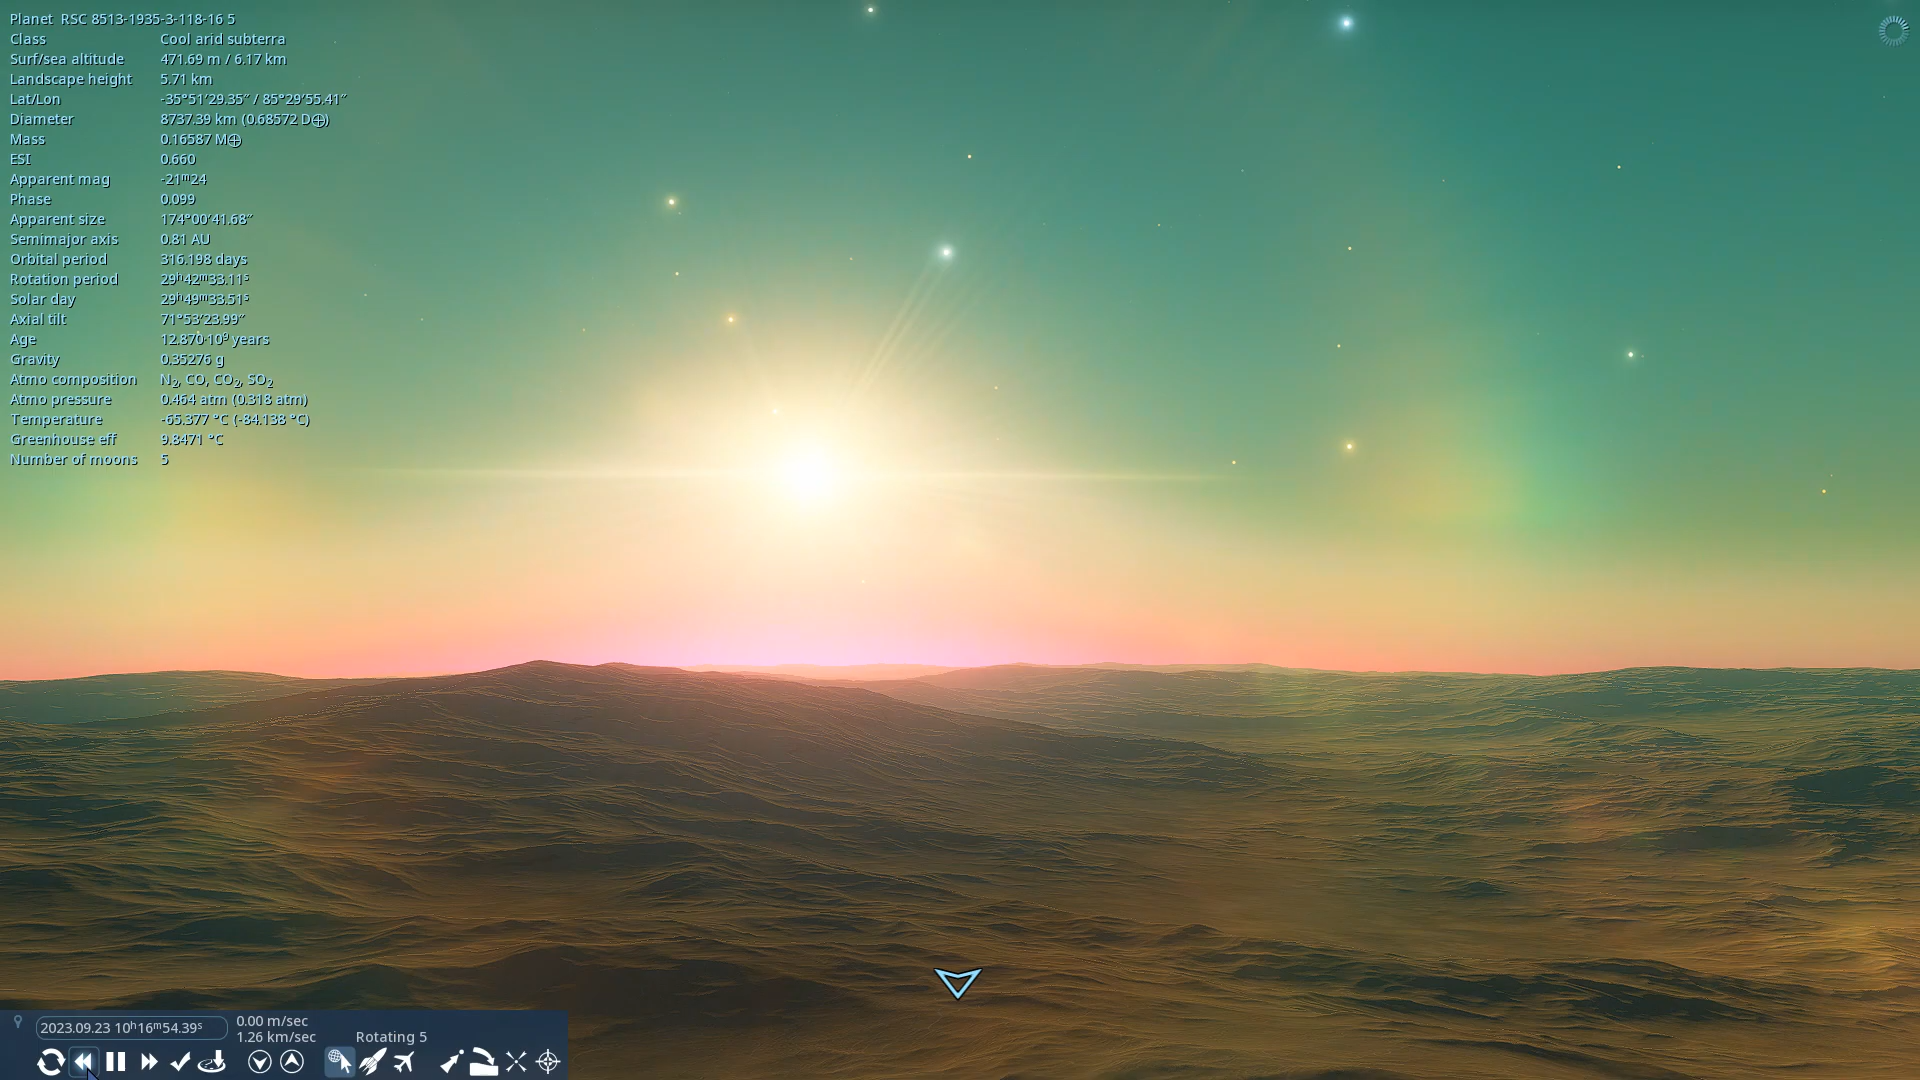 Planet RSC 8513-1935-3-118-16 5
Class Cool arid subterra
Surf/sea altitude 471.69 m / 6.17 km
Landscape height 5.71 km
Lat/Lon -35°51′29.35″ / 85°29′55.41″
Diameter 8737.39 km (0.68572 D⊕)
Mass 0.16587 M⊕
ESI 0.660
Apparent mag -21ᵐ24
Phase 0.099
Apparent size 174°00′41.68″
Semimajor axis 0.81 AU
Orbital period 316.198 days
Rotation period 29ʰ42ᵐ33.11ˢ
Solar day 29ʰ49ᵐ33.51ˢ
Axial tilt 71°53′23.99″
Age 12.870·10⁹ years
Gravity 0.35276 g
Atmo composition N₂, CO, CO₂, SO₂
Atmo pressure 0.464 atm (0.318 atm)
Temperature -65.377 °C (-84.138 °C)
Greenhouse eff 9.8471 °C
Number of moons 5
2023.09.23 10ʰ16ᵐ54.39ˢ
0.00 m/sec
1.26 km/sec
Rotating 5